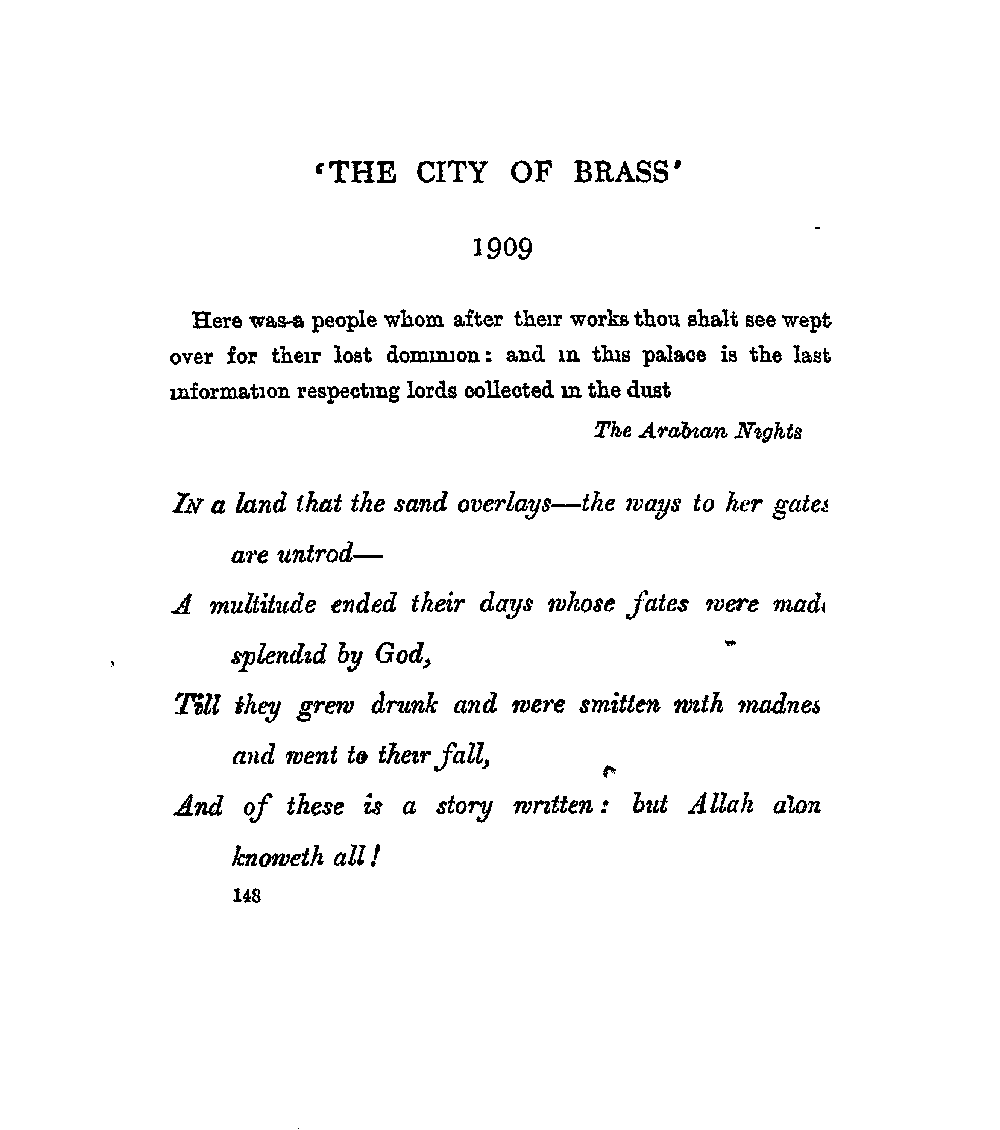 ‘THE CITY OF BRASS’
1909
Here was a people whom after their works thou shalt see wept
over for their lost dominion: and in this palace is the last
information respecting lords collected in the dust
The Arabian Nights
IN a land that the sand overlays—the ways to her gates
are untrod—
A multitude ended their days whose fates were mad
splendid by God,
Till they grew drunk and were smitten with madnes
and went to their fall,
And of these is a story written: but Allah alon
knoweth all!
148